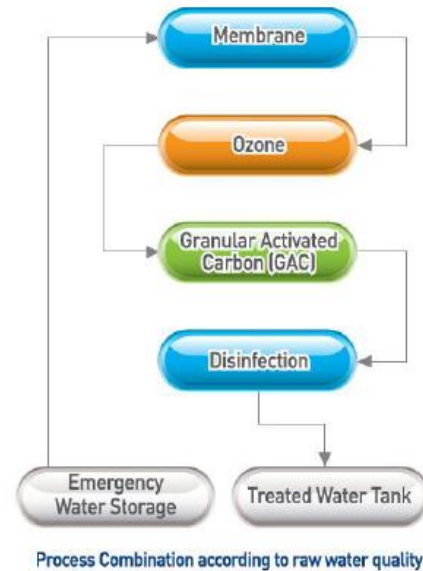 Membrane
Ozone
Granular Activated
Carbon (GAC)
Disinfection
Emergency
Water Storage
Treated Water Tank
Process Combination according to raw water quality